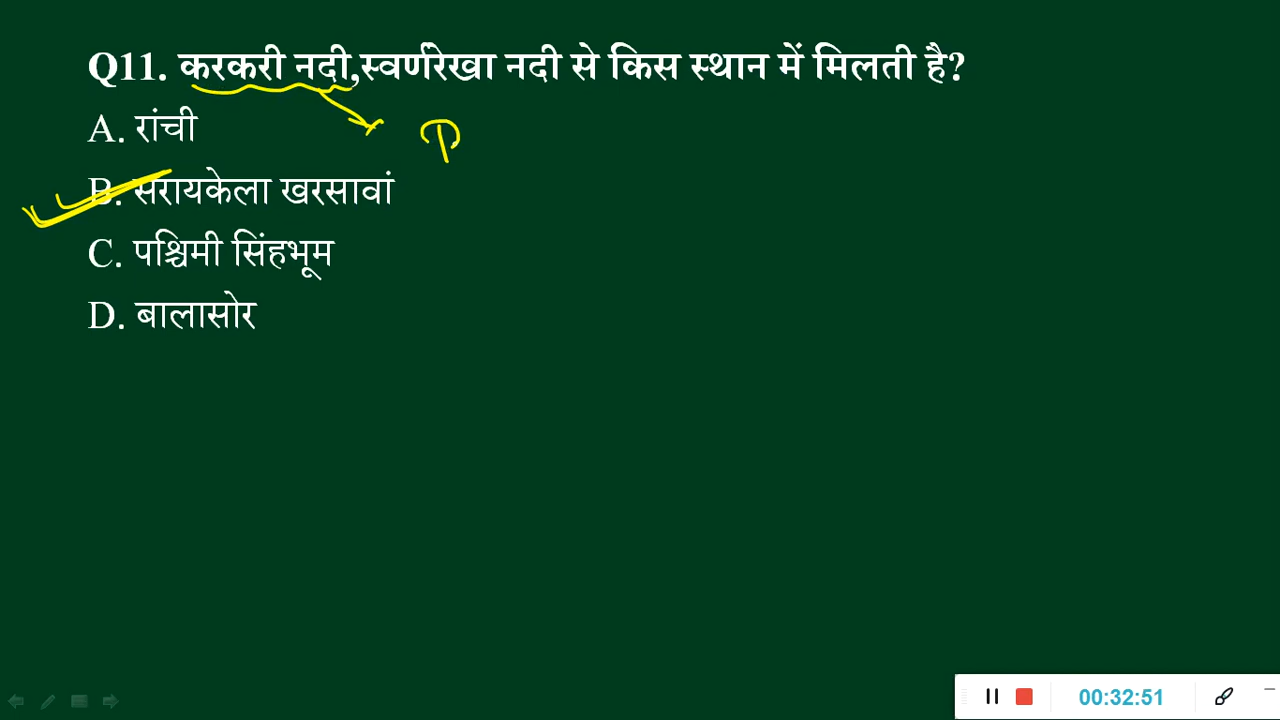 Q11. करकरी नदी,स्वर्णरेखा नदी से किस स्थान में मिलती है?
A. रांची
B. सरायकेला खरसावां
C. पश्चिमी सिंहभूम
D. बालासोर
00:32:51